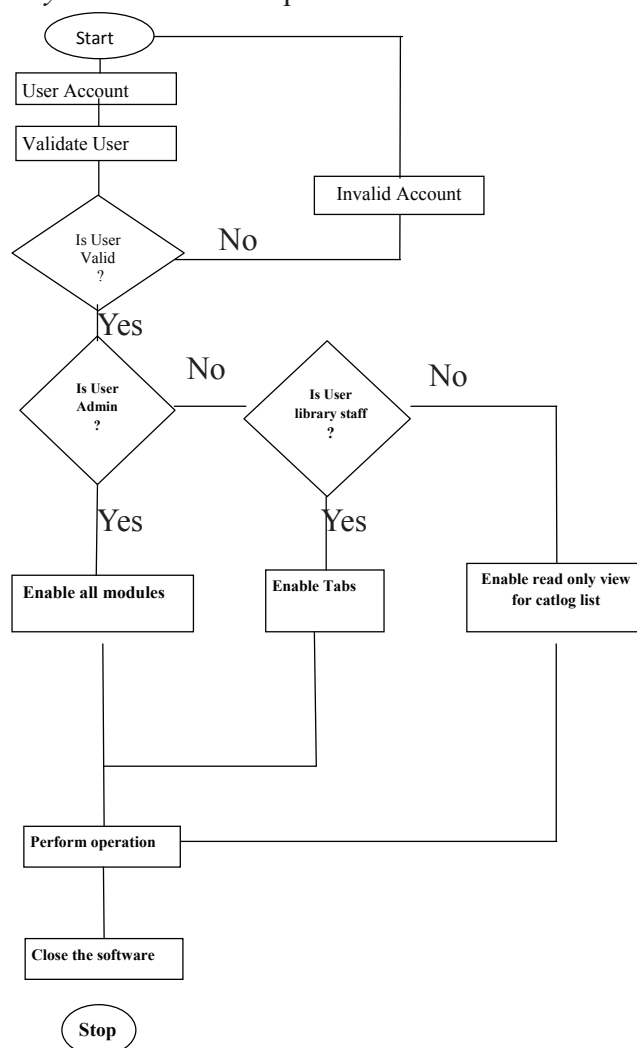 Start
User Account
Validate User
Invalid Account
Is User
Valid
?
No
Yes
Is User
Admin
?
No
Is User
library staff
?
No
Yes
Yes
Enable all modules
Enable Tabs
Enable read only view
for catlog list
Perform operation
Close the software
Stop